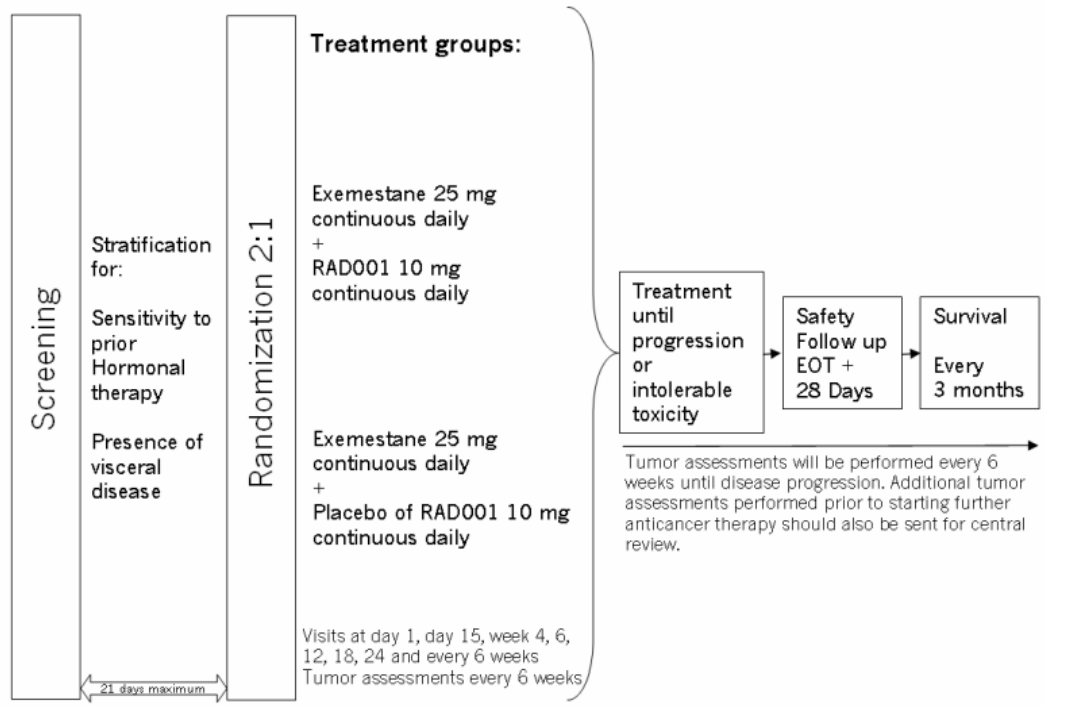 Screening
Stratification
for:
Sensitivity to
prior
Hormonal
therapy
Presence of
visceral
disease
21 days maximum
Randomization 2:1
Treatment groups:
Exemestane 25 mg
continuous daily
+
RAD001 10 mg
continuous daily
Exemestane 25 mg
continuous daily
+
Placebo of RAD001 10 mg
continuous daily
Visits at day 1, day 15, week 4, 6,
12, 18, 24 and every 6 weeks
Tumor assessments every 6 weeks
Treatment
until
progression
or
intolerable
toxicity
Safety
Follow up
EOT +
28 Days
Survival
Every
3 months
Tumor assessments will be performed every 6
weeks until disease progression. Additional tumor
assessments performed prior to starting further
anticancer therapy should also be sent for central
review.